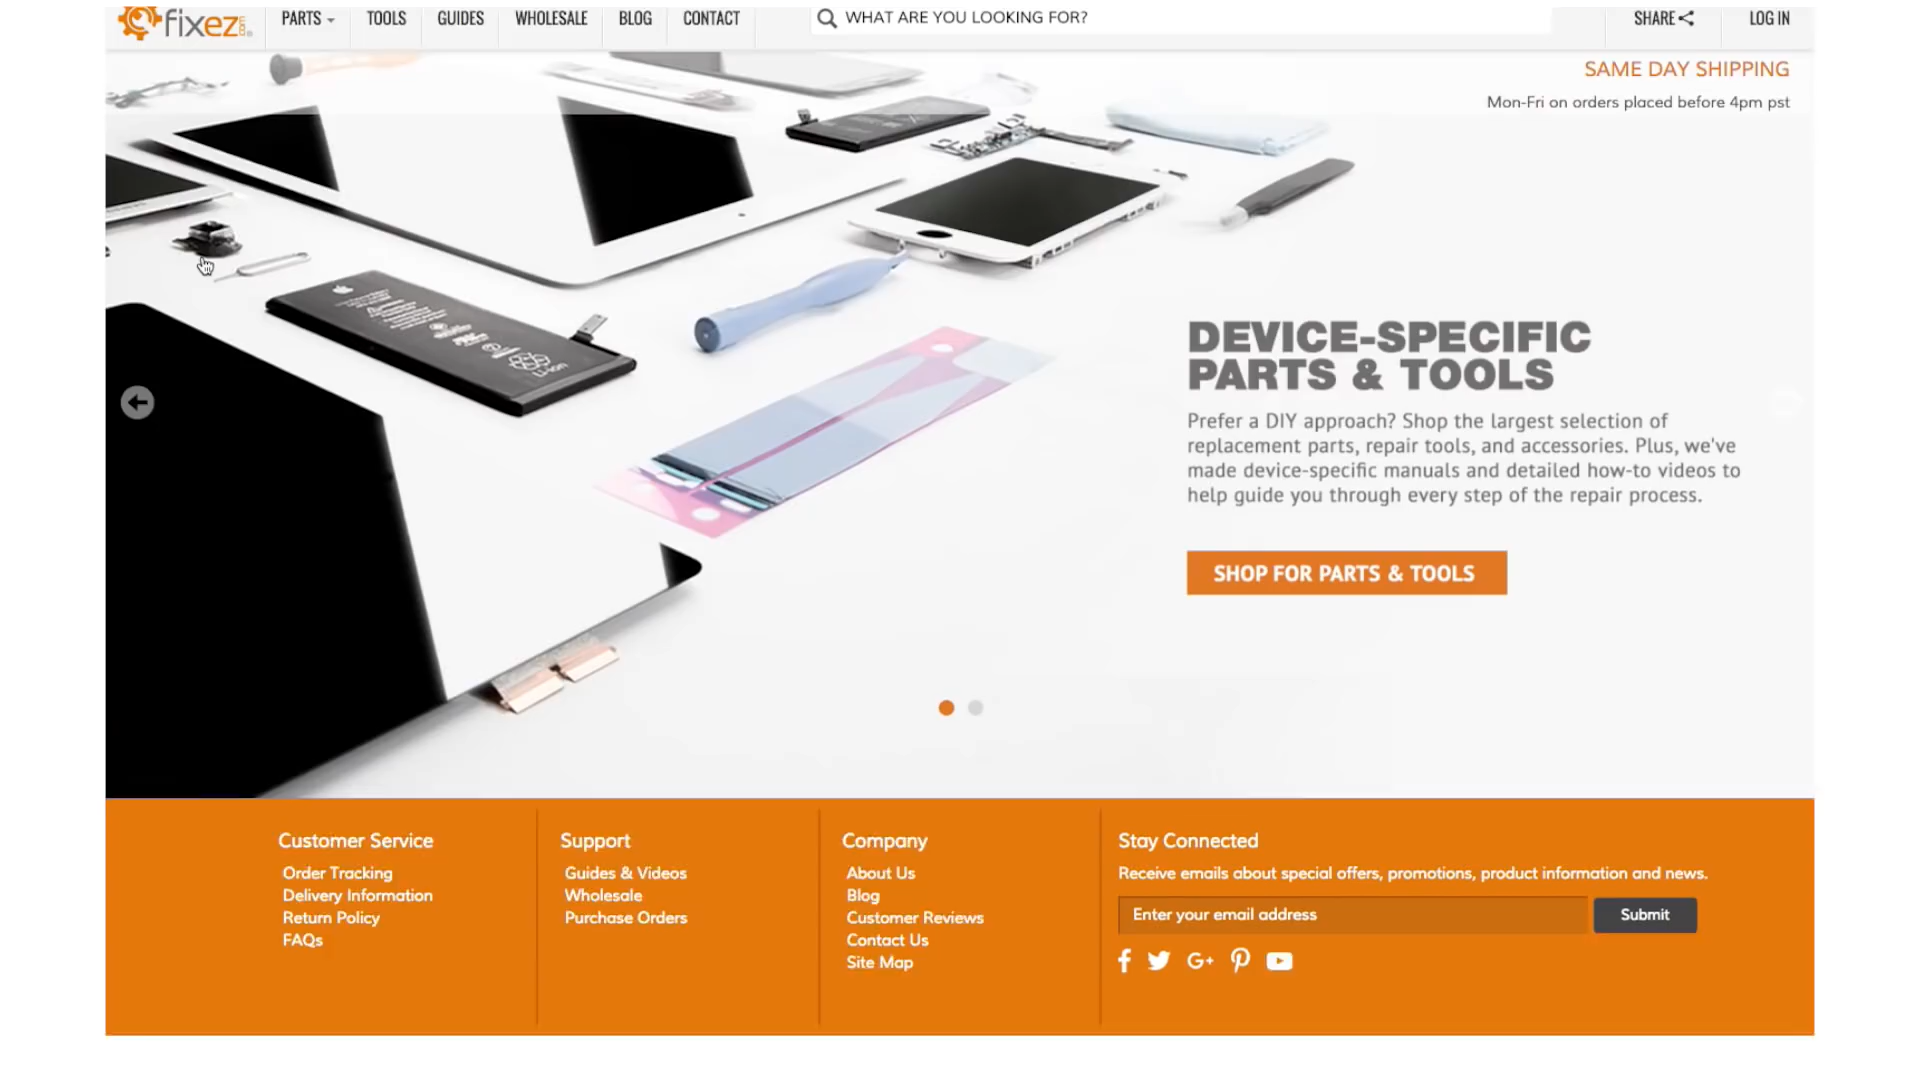 fixez.com
PARTS
TOOLS
GUIDES
WHOLESALE
BLOG
CONTACT
WHAT ARE YOU LOOKING FOR?
SHARE
LOG IN
SAME DAY SHIPPING
Mon-Fri on orders placed before 4pm pst
Li-ion
DEVICE-SPECIFIC
PARTS & TOOLS
Prefer a DIY approach? Shop the largest selection of
replacement parts, repair tools, and accessories. Plus, we've
made device-specific manuals and detailed how-to videos to
help guide you through every step of the repair process.
SHOP FOR PARTS & TOOLS
Customer Service
Order Tracking
Delivery Information
Return Policy
FAQs
Support
Guides & Videos
Wholesale
Purchase Orders
Company
About Us
Blog
Customer Reviews
Contact Us
Site Map
Stay Connected
Receive emails about special offers, promotions, product information and news.
Enter your email address
Submit